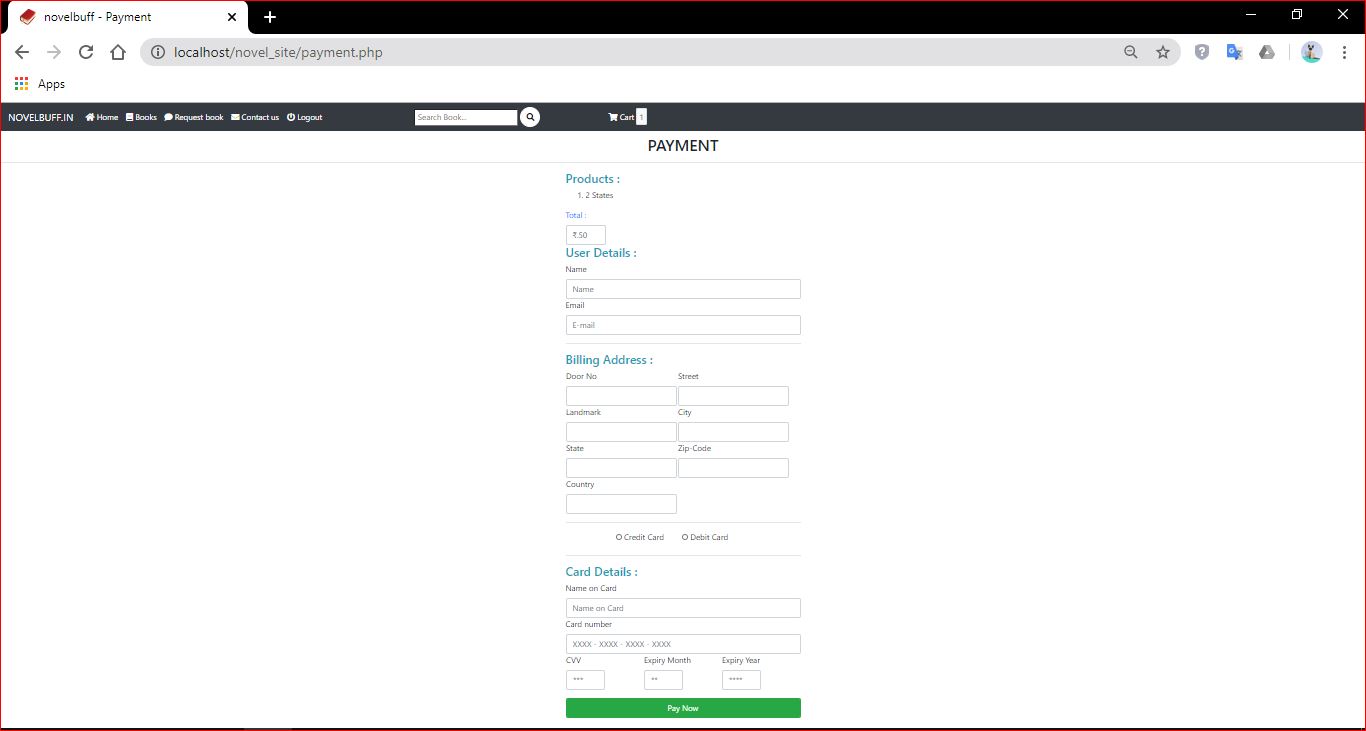 novelbuff - Payment
localhost/novel_site/payment.php
Apps
NOVELBUFF.IN Home Books Request book Contact us Logout Search Book... Cart 1
PAYMENT
Products :
1. 2 States
Total :
₹.50
User Details :
Name
Name
Email
E-mail
Billing Address :
Door No Street
Landmark City
State Zip-Code
Country
Credit Card Debit Card
Card Details :
Name on Card
Name on Card
Card number
XXXX - XXXX - XXXX - XXXX
CVV Expiry Month Expiry Year
*** ** ****
Pay Now